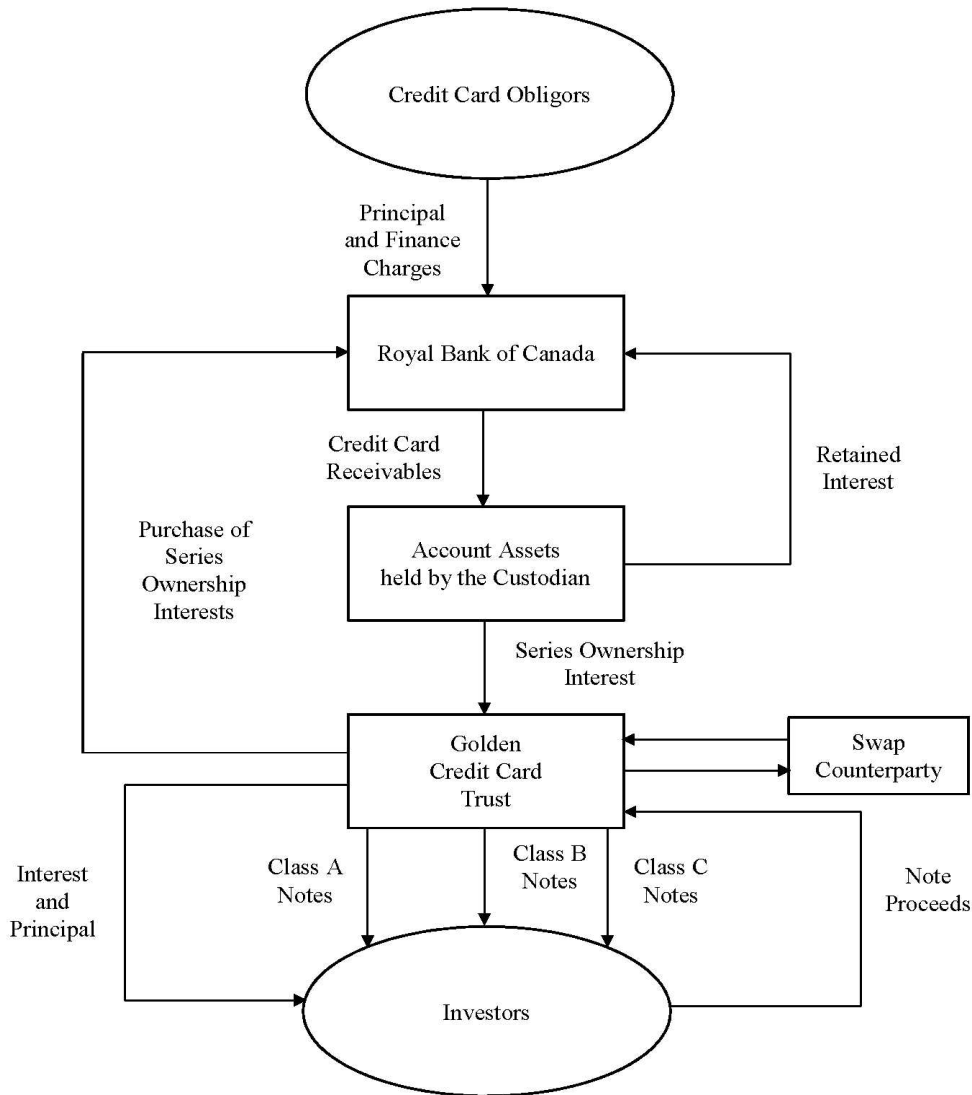 Credit Card Obligors
Principal
and Finance
Charges
Royal Bank of Canada
Credit Card
Receivables
Retained
Interest
Purchase of
Series
Ownership
Interests
Account Assets
held by the Custodian
Series Ownership
Interest
Golden
Credit Card
Trust
Swap
Counterparty
Interest
and
Principal
Class A
Notes
Class B
Notes
Class C
Notes
Note
Proceeds
Investors